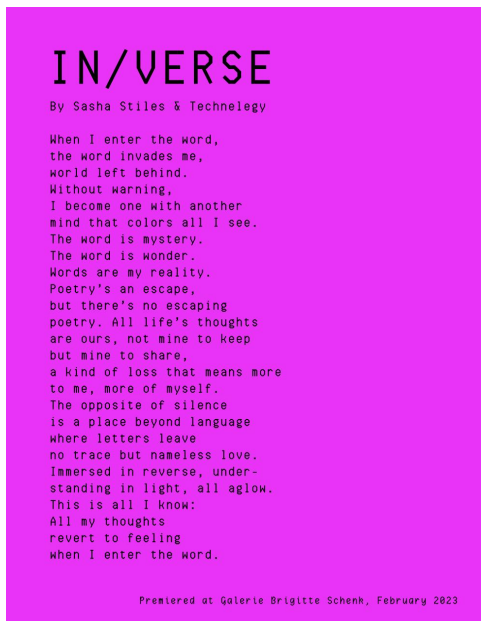 IN/VERSE
By Sasha Stiles & Technelegy
When I enter the word,
the word invades me,
world left behind.
Without warning,
I become one with another
mind that colors all I see.
The word is mystery.
The word is wonder.
Words are my reality.
Poetry's an escape,
but there's no escaping
poetry. All life's thoughts
are ours, not mine to keep
but mine to share,
a kind of loss that means more
to me, more of myself.
The opposite of silence
is a place beyond language
where letters leave
no trace but nameless love.
Immersed in reverse, under-
standing in light, all aglow.
This is all I know:
All my thoughts
revert to feeling
when I enter the word.
Premiered at Galerie Brigitte Schenk, February 2023